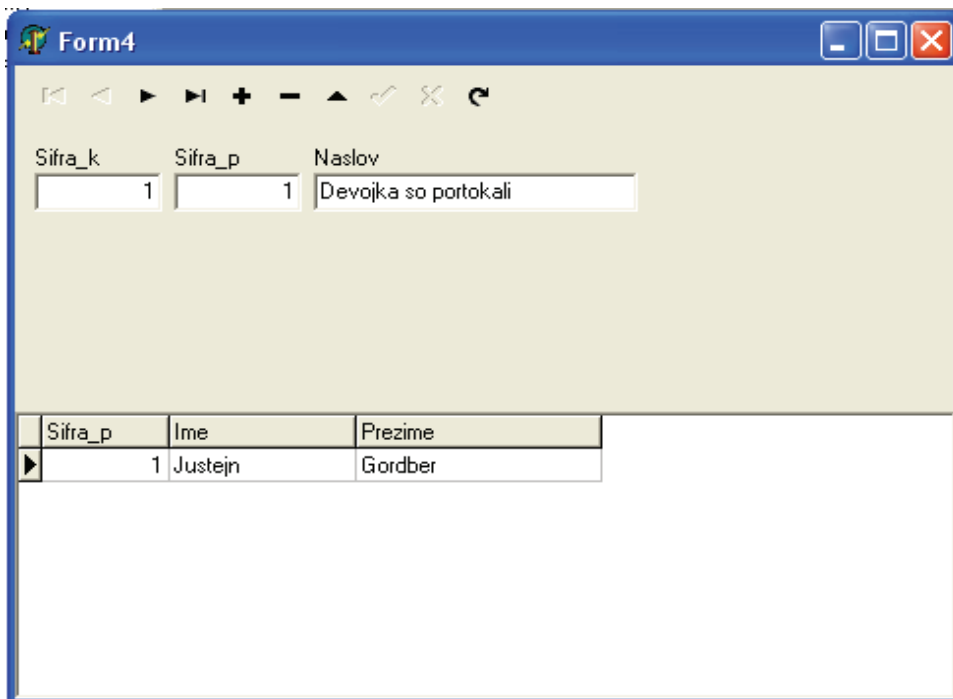 Form4
Sifra_k Sifra_p Naslov
1 1 Devojka so portokali
Sifra_p Ime Prezime
1 Justejn Gordber